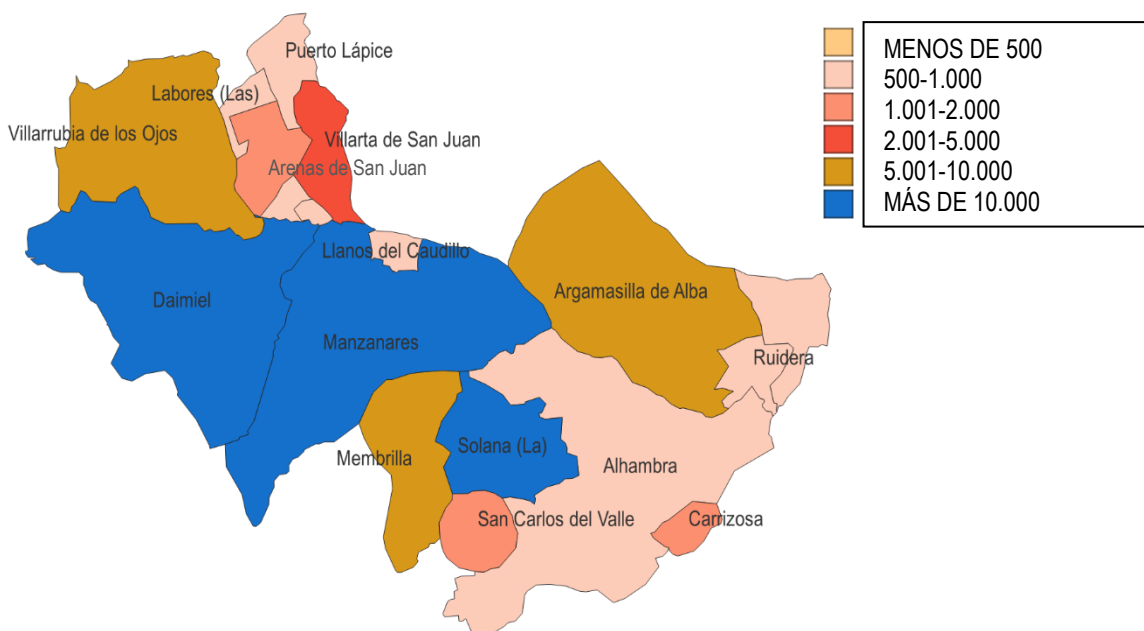 MENOS DE 500
500-1.000
1.001-2.000
2.001-5.000
5.001-10.000
MÁS DE 10.000
Puerto Lápice
Labores (Las)
Villarrubia de los Ojos
Villarta de San Juan
Arenas de San Juan
Llanos del Caudillo
Daimiel
Argamasilla de Alba
Manzanares
Ruidera
Solana (La)
Membrilla
Alhambra
San Carlos del Valle
Carrizosa